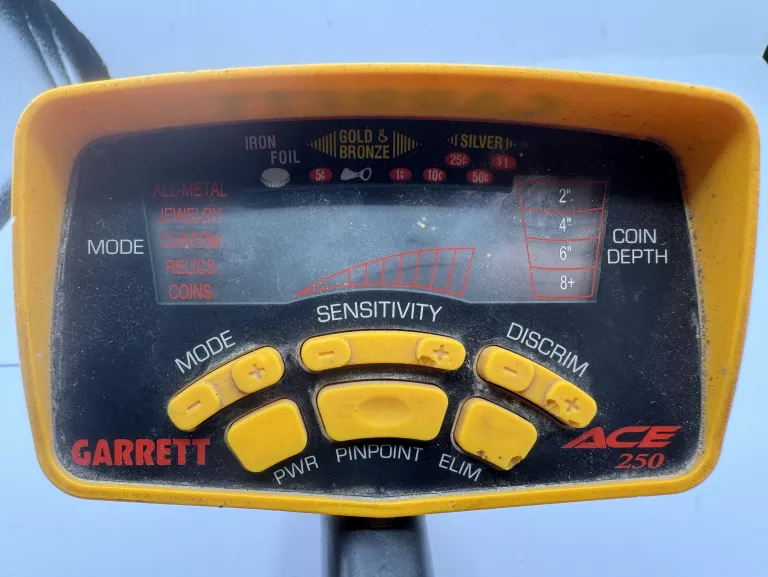 IRON
FOIL
GOLD &
BRONZE
SILVER
25¢ $1
5¢ 1¢ 10¢ 50¢
ALL-METAL
JEWELRY
CUSTOM
RELICS
COINS
MODE
2"
4"
6"
8+
COIN
DEPTH
SENSITIVITY
MODE
DISCRIM
- +
- +
- +
GARRETT
PWR
PINPOINT
ELIM
ACE
250